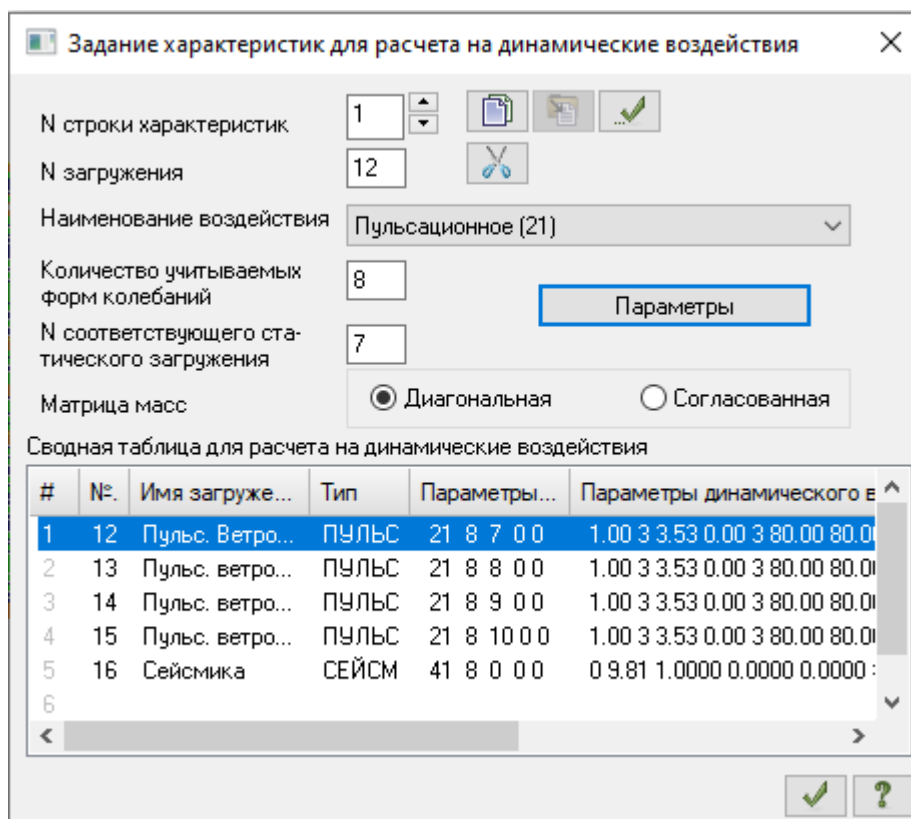 Задание характеристик для расчета на динамические воздействия
N строки характеристик 1
N загружения 12
Наименование воздействия Пульсационное (21)
Количество учитываемых
форм колебаний 8
Параметры
N соответствующего ста-
тического загружения 7
Матрица масс Диагональная Согласованная
Сводная таблица для расчета на динамические воздействия
# №. Имя загруже... Тип Параметры... Параметры динамического в
1 12 Пульс. Ветро... ПУЛЬС 21 8 7 0 0 1.00 3 3.53 0.00 3 80.00 80.0
2 13 Пульс. ветро... ПУЛЬС 21 8 8 0 0 1.00 3 3.53 0.00 3 80.00 80.0
3 14 Пульс. ветро... ПУЛЬС 21 8 9 0 0 1.00 3 3.53 0.00 3 80.00 80.0
4 15 Пульс. ветро... ПУЛЬС 21 8 10 0 0 1.00 3 3.53 0.00 3 80.00 80.0
5 16 Сейсмика СЕЙСМ 41 8 0 0 0 0 9.81 1.0000 0.0000 0.0000
6